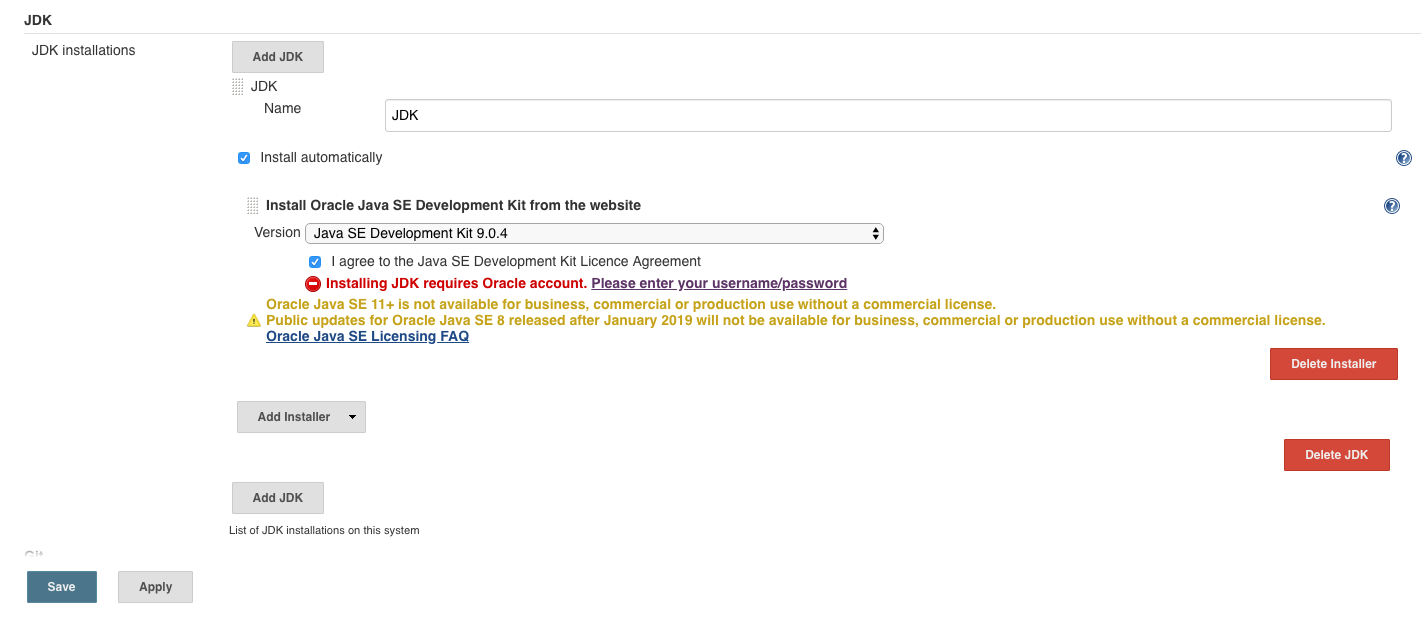 JDK
JDK installations
Add JDK
JDK
Name
JDK
Install automatically
Install Oracle Java SE Development Kit from the website
Version Java SE Development Kit 9.0.4
I agree to the Java SE Development Kit Licence Agreement
Installing JDK requires Oracle account. Please enter your username/password
Oracle Java SE 11+ is not available for business, commercial or production use without a commercial license.
Public updates for Oracle Java SE 8 released after January 2019 will not be available for business, commercial or production use without a commercial license.
Oracle Java SE Licensing FAQ
Delete Installer
Add Installer
Delete JDK
Add JDK
List of JDK installations on this system
Git
Save Apply